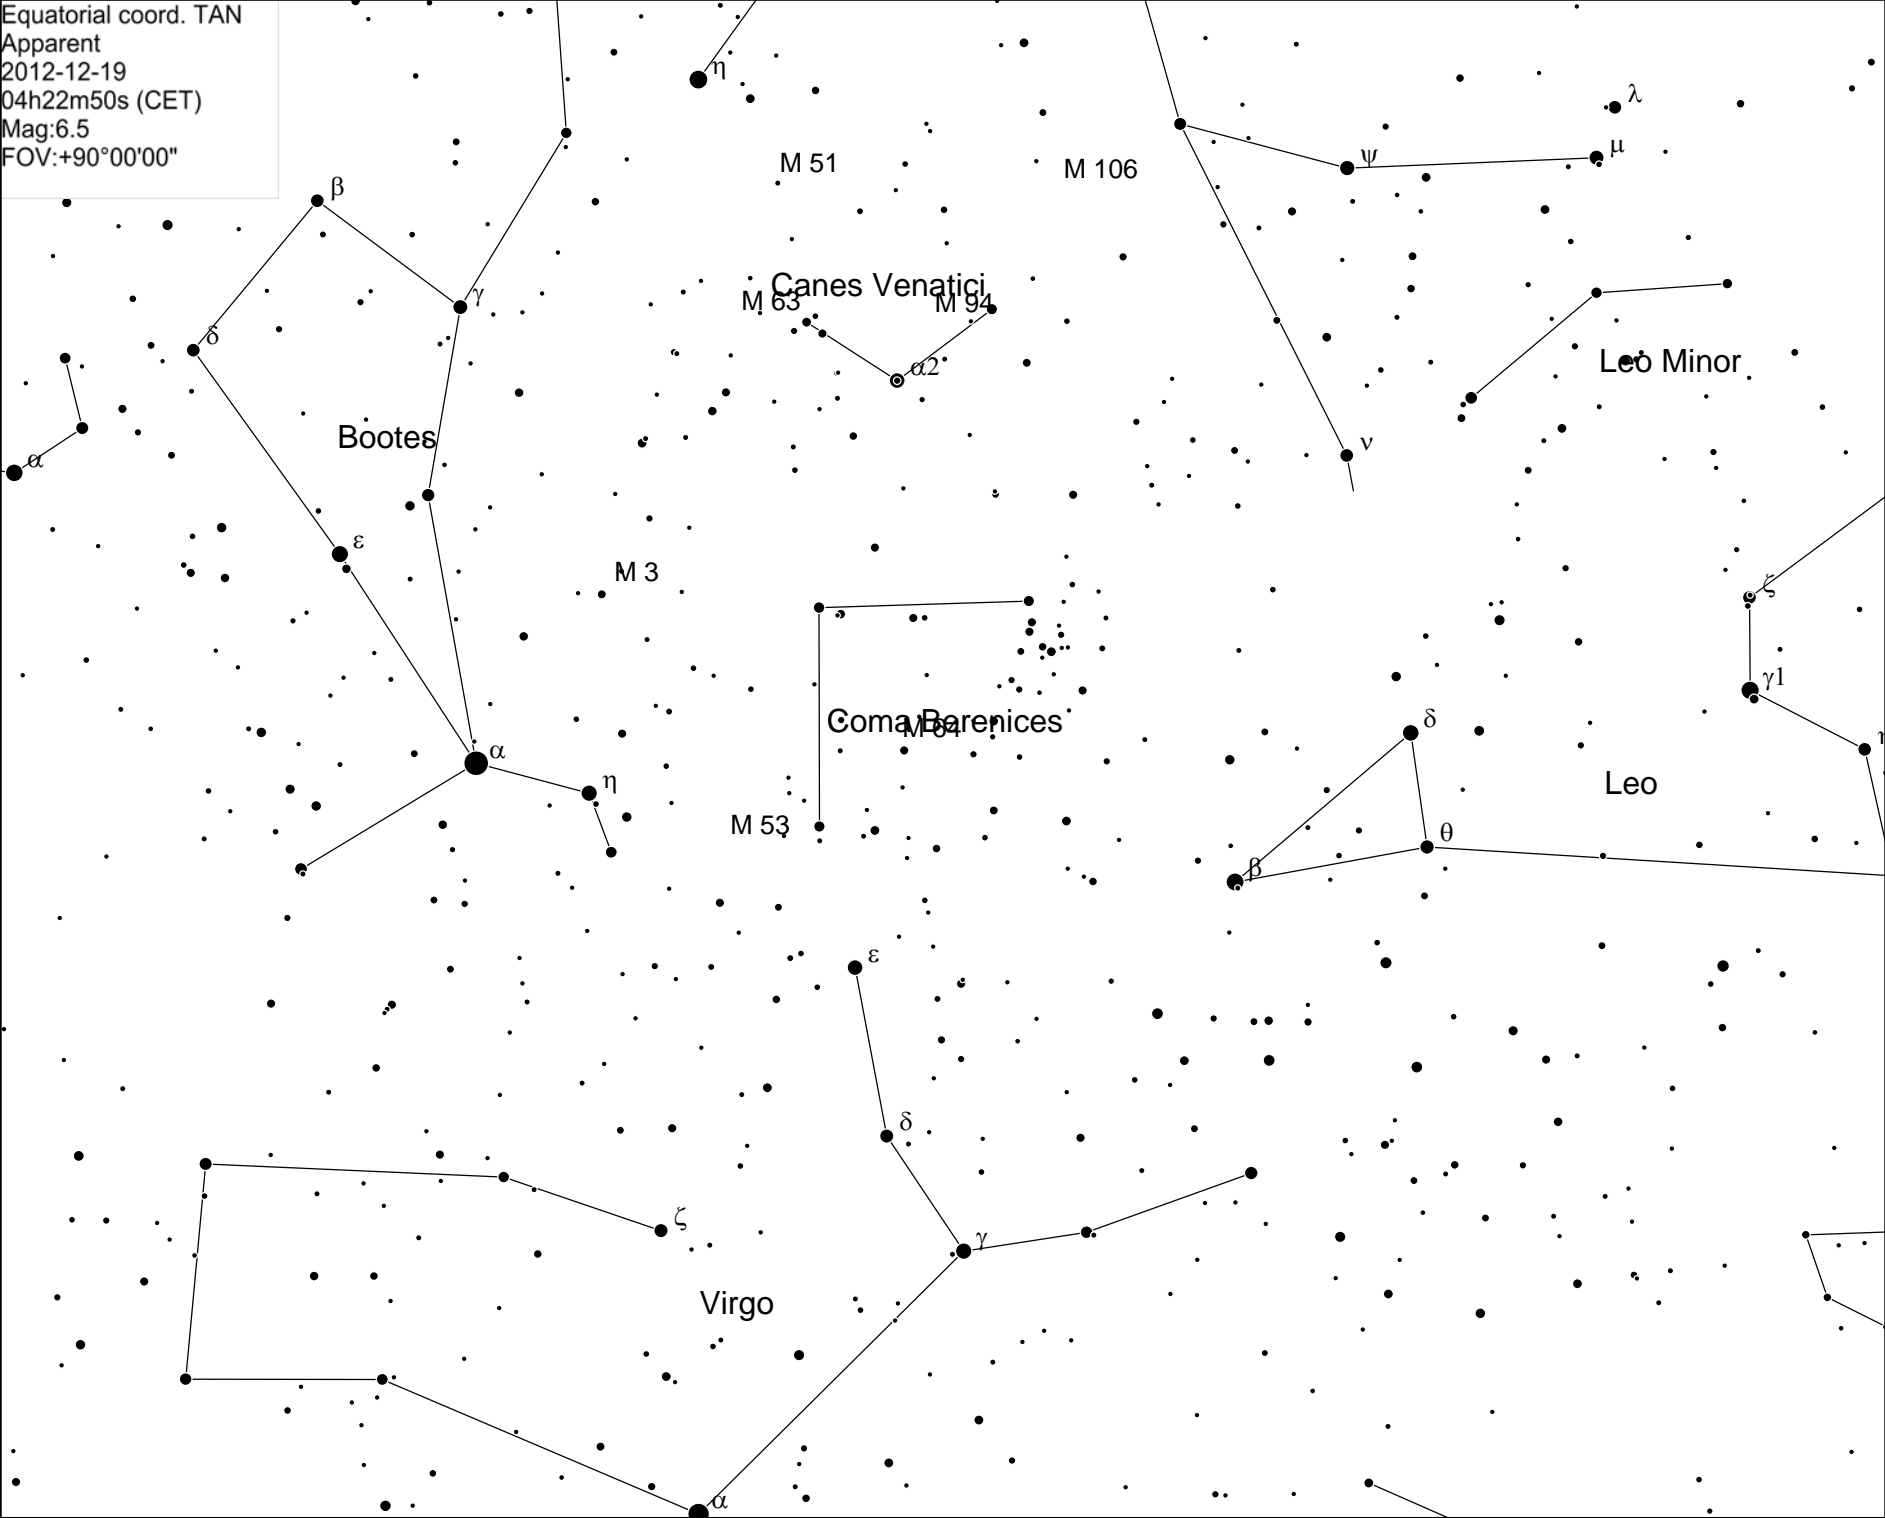 Equatorial coord. TAN
Apparent
2012-12-19
04h22m50s (CET)
Mag:6.5
FOV:+90°00'00"
η
λ
M 51
M 106
ψ
μ
β
Canes Venatici
γ
M 63
M 94
δ
α2
Leo Minor
Bootes
ν
α
ε
M 3
ζ
γ1
Coma Berenices
M 64
δ
α
η
Leo
M 53
θ
β
ε
δ
ζ
γ
Virgo
α